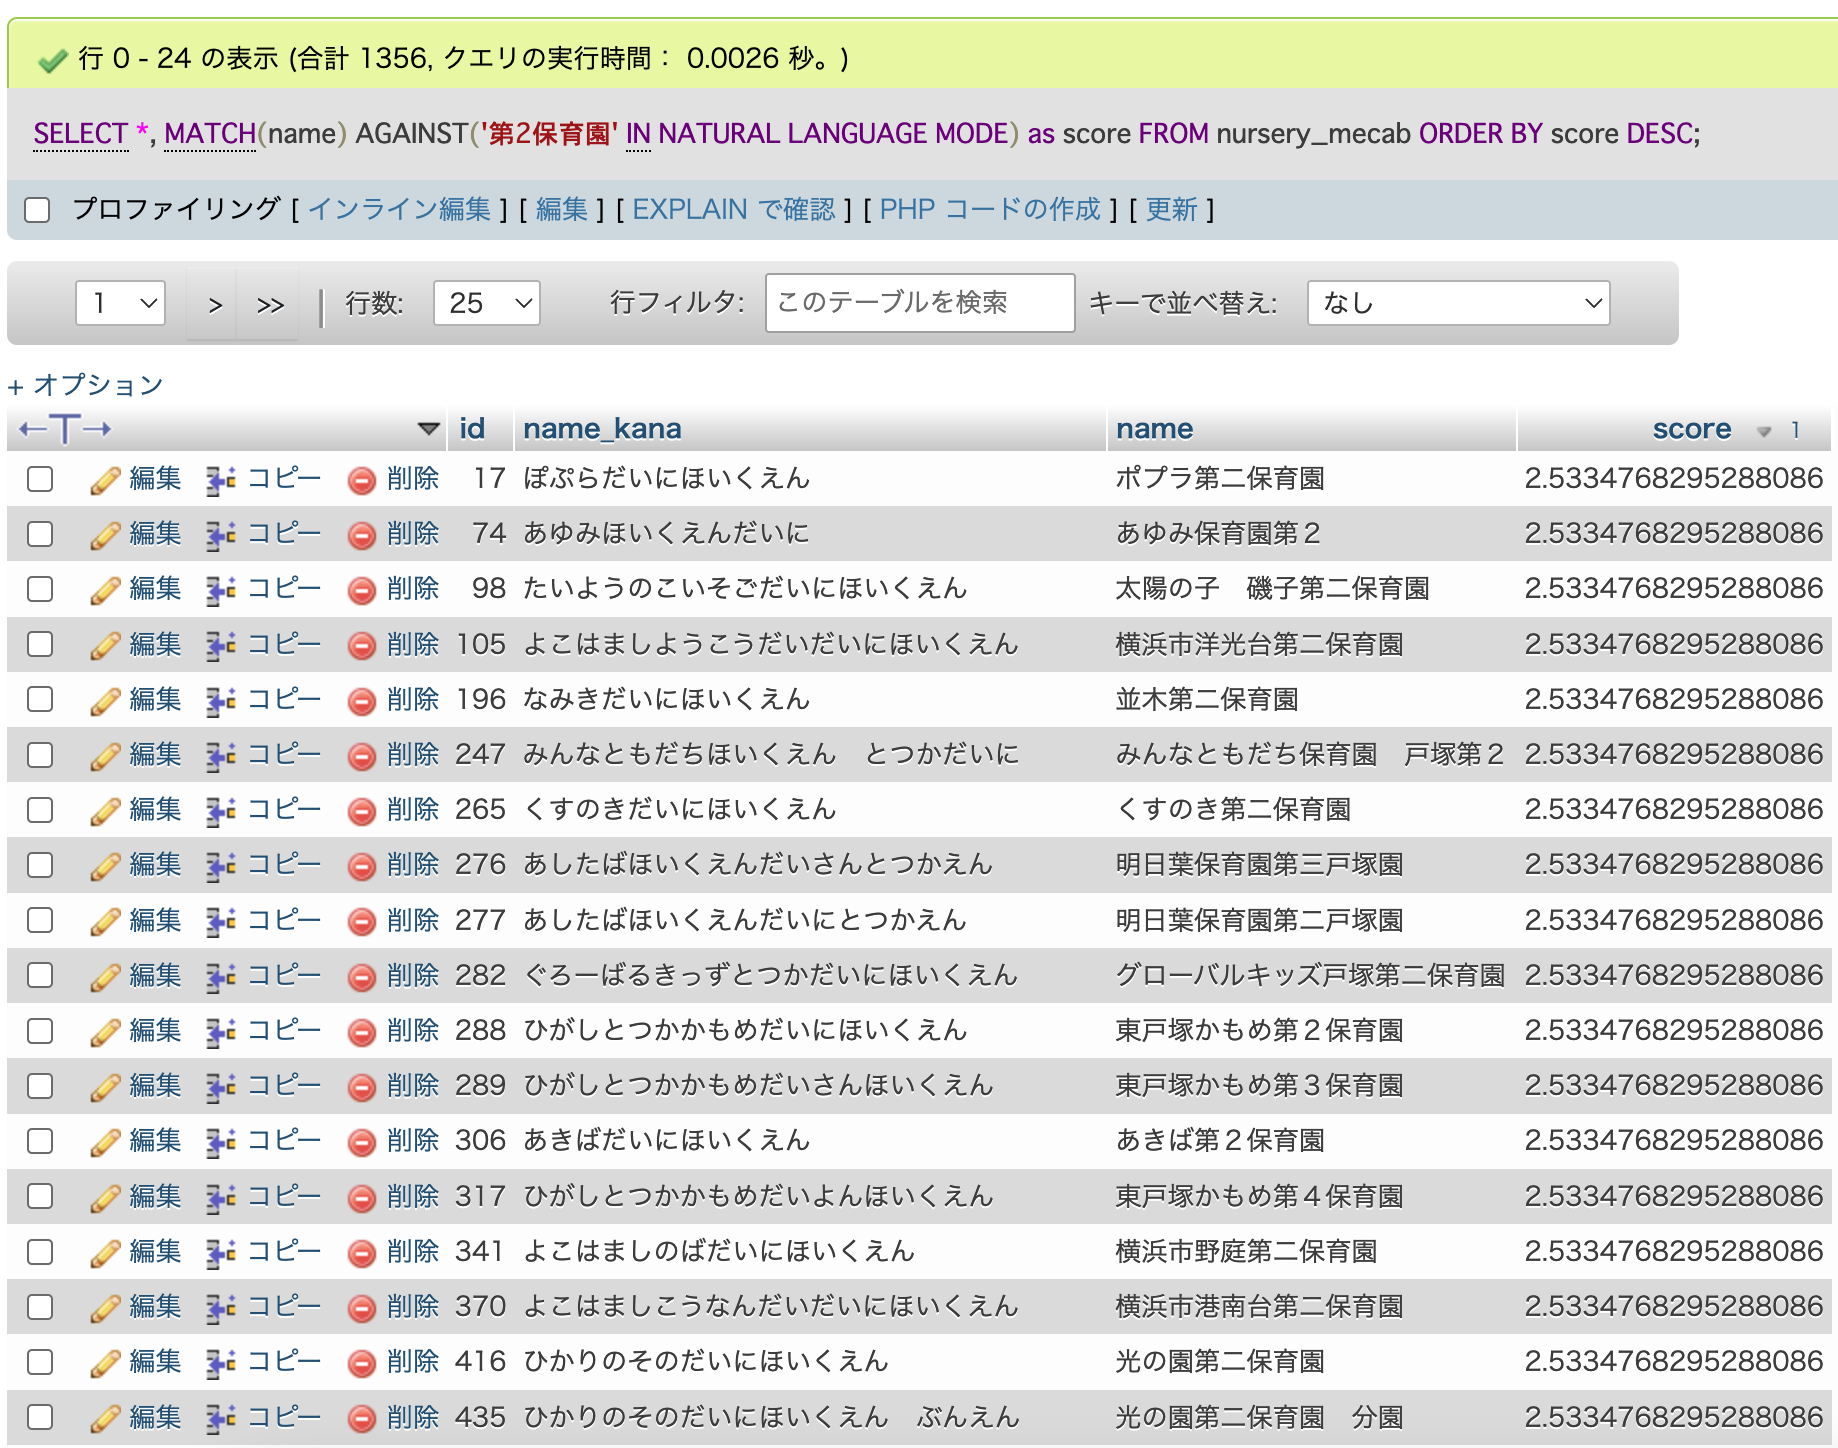 行 0 - 24 の表示 (合計 1356, クエリの実行時間： 0.0026 秒。)
SELECT *, MATCH(name) AGAINST('第2保育園' IN NATURAL LANGUAGE MODE) as score FROM nursery_mecab ORDER BY score DESC;
プロファイリング [ インライン編集 ] [ 編集 ] [ EXPLAIN で確認 ] [ PHP コードの作成 ] [ 更新 ]
1 > >> | 行数: 25 行フィルタ: このテーブルを検索 キーで並べ替え: なし
+ オプション
←T→ id name_kana name score 1
編集 コピー 削除 17 ぽぷらだいにほいくえん ポプラ第二保育園 2.5334768295288086
編集 コピー 削除 74 あゆみほいくえんだいに あゆみ保育園第２ 2.5334768295288086
編集 コピー 削除 98 たいようのこいそごだいにほいくえん 太陽の子　磯子第二保育園 2.5334768295288086
編集 コピー 削除 105 よこはましようこうだいだいにほいくえん 横浜市洋光台第二保育園 2.5334768295288086
編集 コピー 削除 196 なみきだいにほいくえん 並木第二保育園 2.5334768295288086
編集 コピー 削除 247 みんなともだちほいくえん　とつかだいに みんなともだち保育園　戸塚第２ 2.5334768295288086
編集 コピー 削除 265 くすのきだいにほいくえん くすのき第二保育園 2.5334768295288086
編集 コピー 削除 276 あしたばほいくえんだいさんとつかえん 明日葉保育園第三戸塚園 2.5334768295288086
編集 コピー 削除 277 あしたばほいくえんだいにとつかえん 明日葉保育園第二戸塚園 2.5334768295288086
編集 コピー 削除 282 ぐろーばるきっずとつかだいにほいくえん グローバルキッズ戸塚第二保育園 2.5334768295288086
編集 コピー 削除 288 ひがしとつかかもめだいにほいくえん 東戸塚かもめ第２保育園 2.5334768295288086
編集 コピー 削除 289 ひがしとつかかもめだいさんほいくえん 東戸塚かもめ第３保育園 2.5334768295288086
編集 コピー 削除 306 あきばだいにほいくえん あきば第２保育園 2.5334768295288086
編集 コピー 削除 317 ひがしとつかかもめだいよんほいくえん 東戸塚かもめ第４保育園 2.5334768295288086
編集 コピー 削除 341 よこはましのばだいにほいくえん 横浜市野庭第二保育園 2.5334768295288086
編集 コピー 削除 370 よこはましこうなんだいだいにほいくえん 横浜市港南台第二保育園 2.5334768295288086
編集 コピー 削除 416 ひかりのそのだいにほいくえん 光の園第二保育園 2.5334768295288086
編集 コピー 削除 435 ひかりのそのだいにほいくえん　ぶんえん 光の園第二保育園　分園 2.5334768295288086